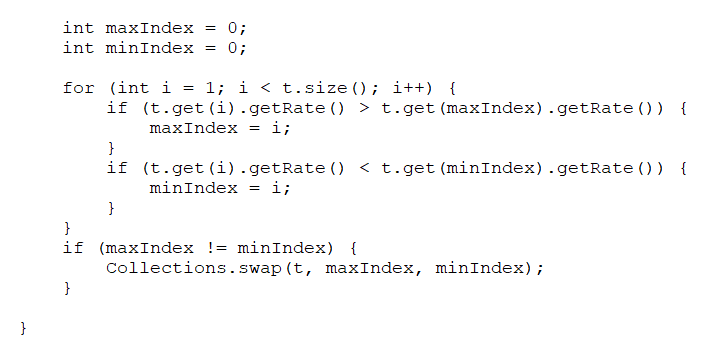 int maxIndex = 0;
int minIndex = 0;
for (int i = 1; i < t.size(); i++) {
if (t.get(i).getRate() > t.get(maxIndex).getRate()) {
maxIndex = i;
}
if (t.get(i).getRate() < t.get(minIndex).getRate()) {
minIndex = i;
}
}
if (maxIndex != minIndex) {
Collections.swap(t, maxIndex, minIndex);
}
}